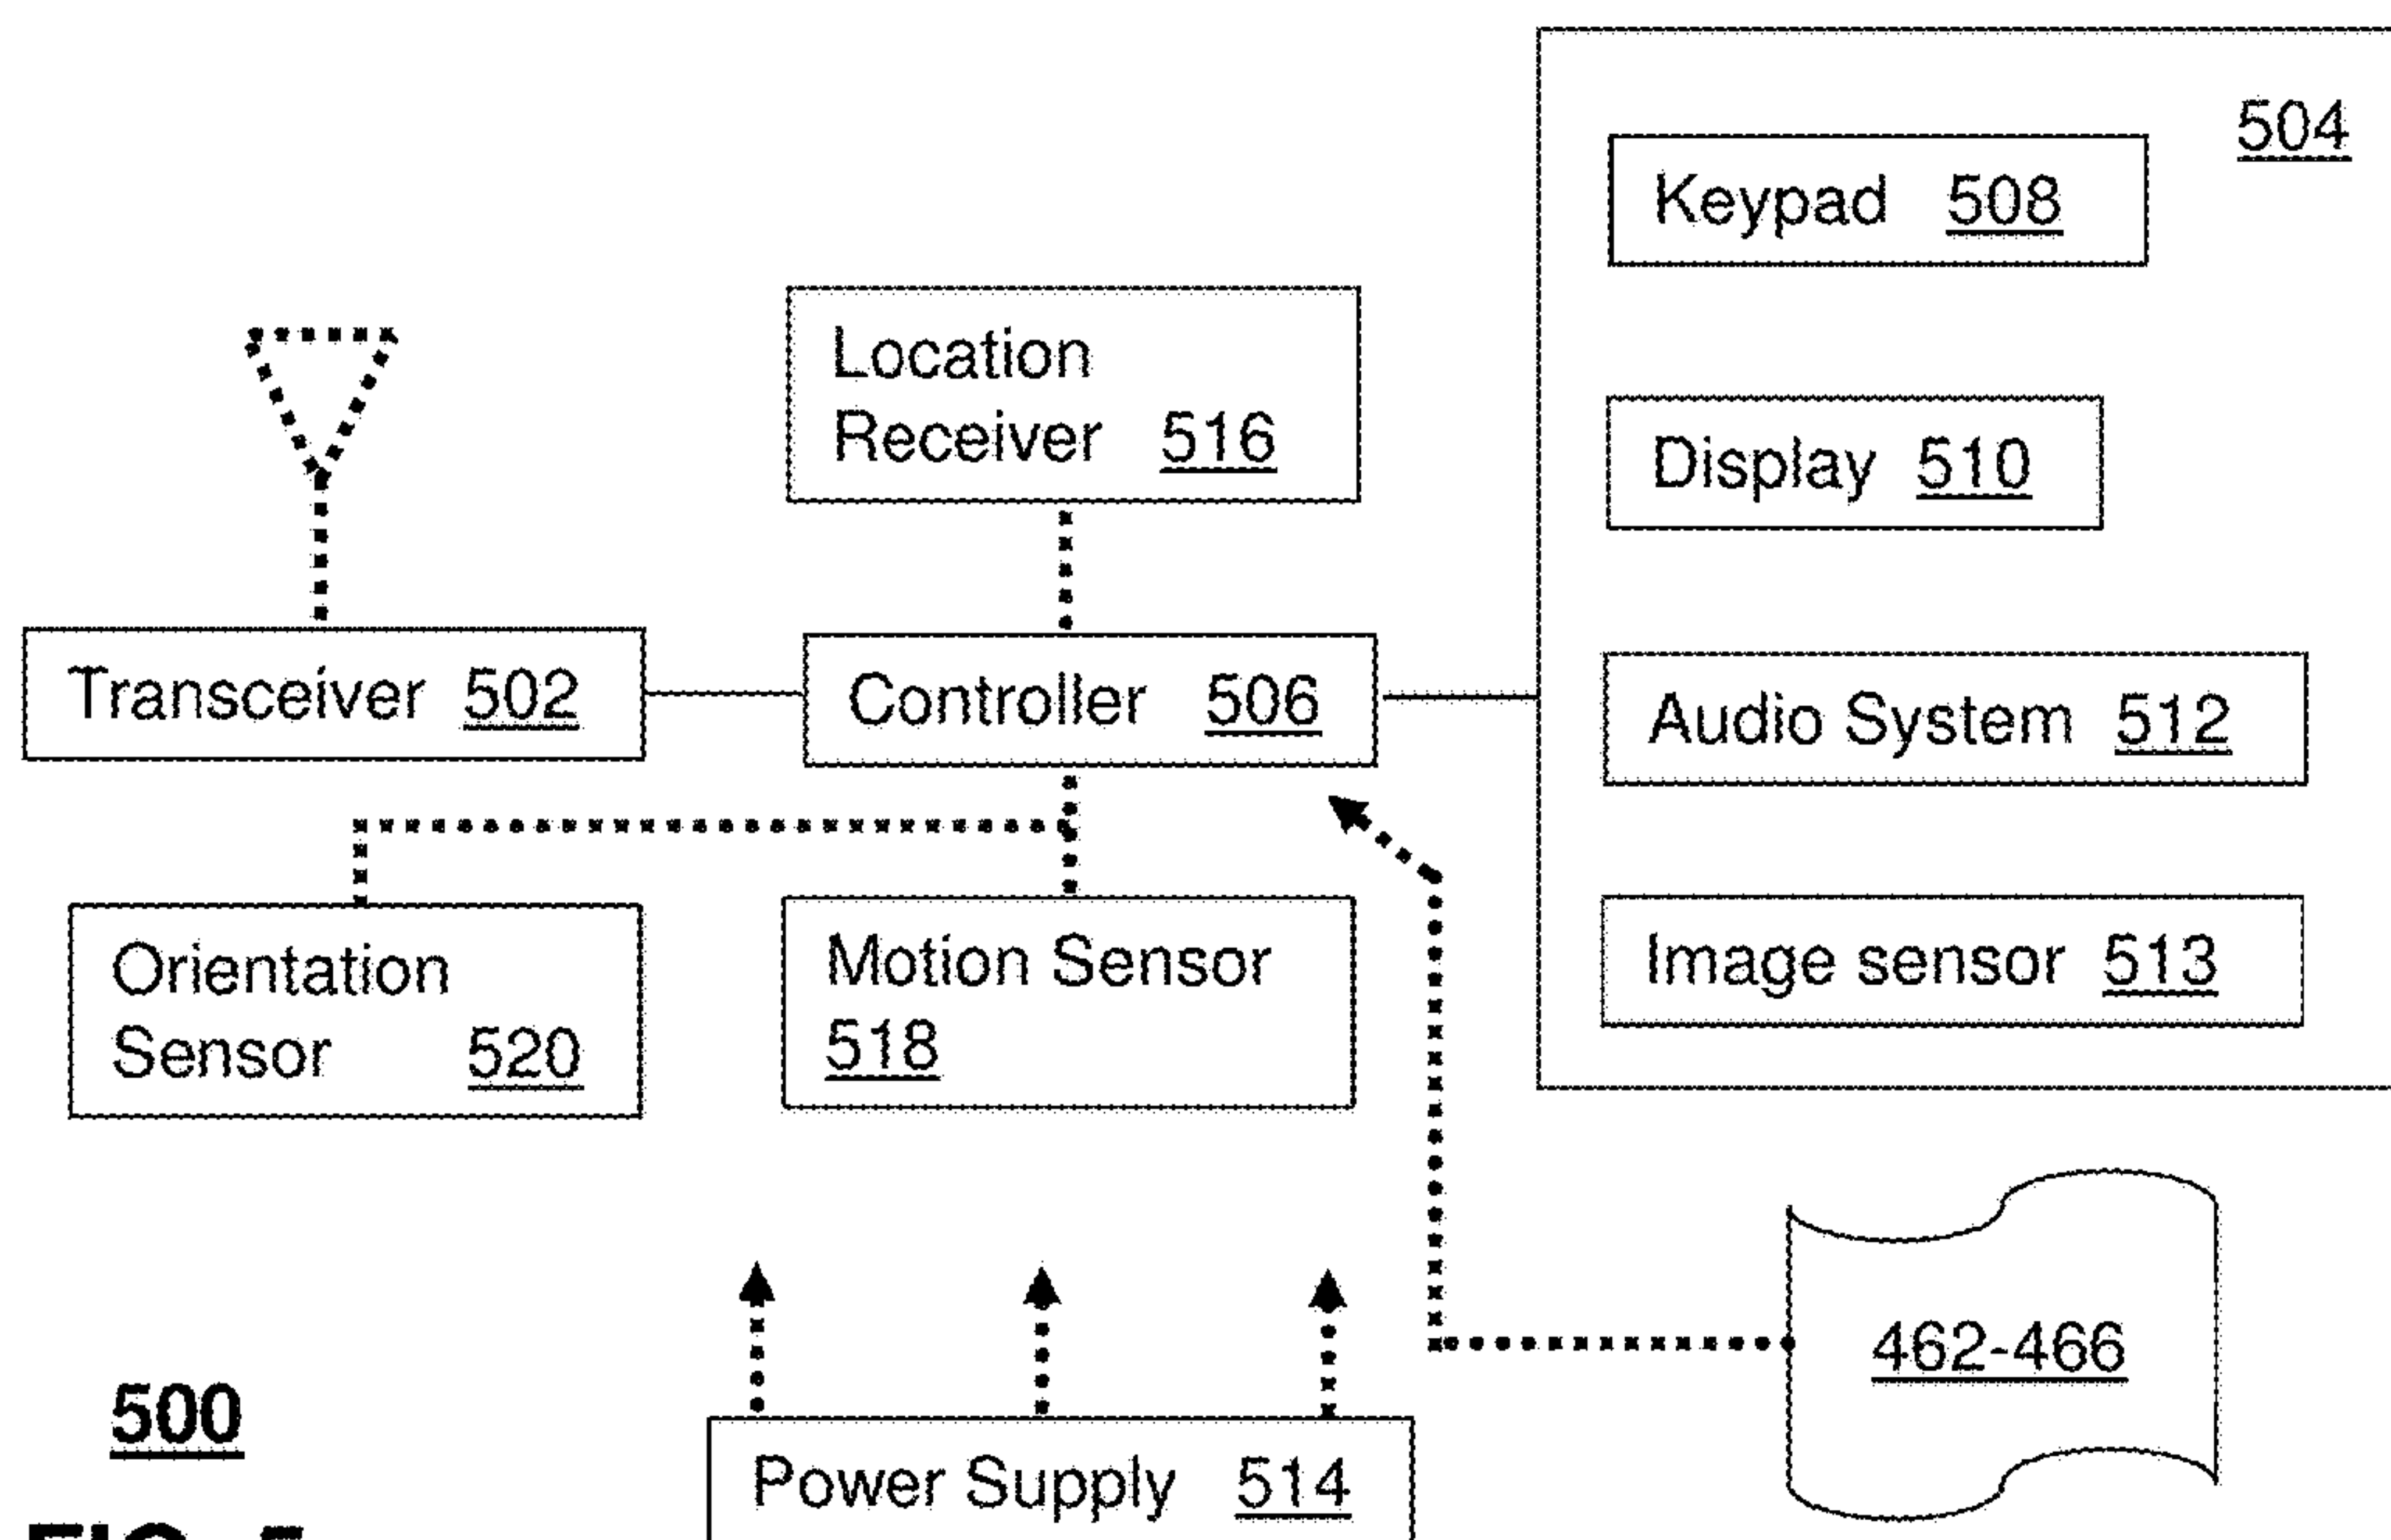 504
Keypad 508
Location
Receiver 516
Display 510
Transceiver 502
Controller 506
Audio System 512
Orientation
Sensor 520
Motion Sensor
518
Image sensor 513
462-466
500
Power Supply 514